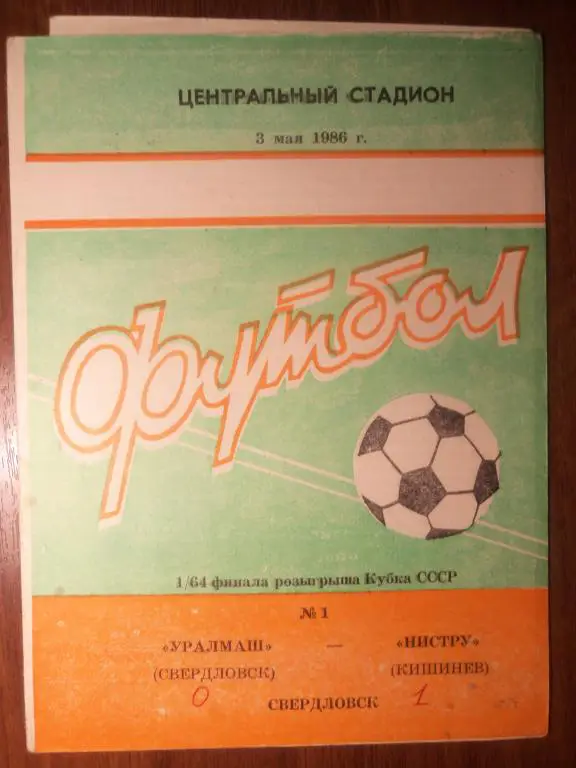 ЦЕНТРАЛЬНЫЙ СТАДИОН
3 мая 1986 г.
Футбол
1/64 финала розыгрыша Кубка СССР
№ 1
«УРАЛМАШ» — «НИСТРУ»
(СВЕРДЛОВСК) (КИШИНЕВ)
0 СВЕРДЛОВСК 1